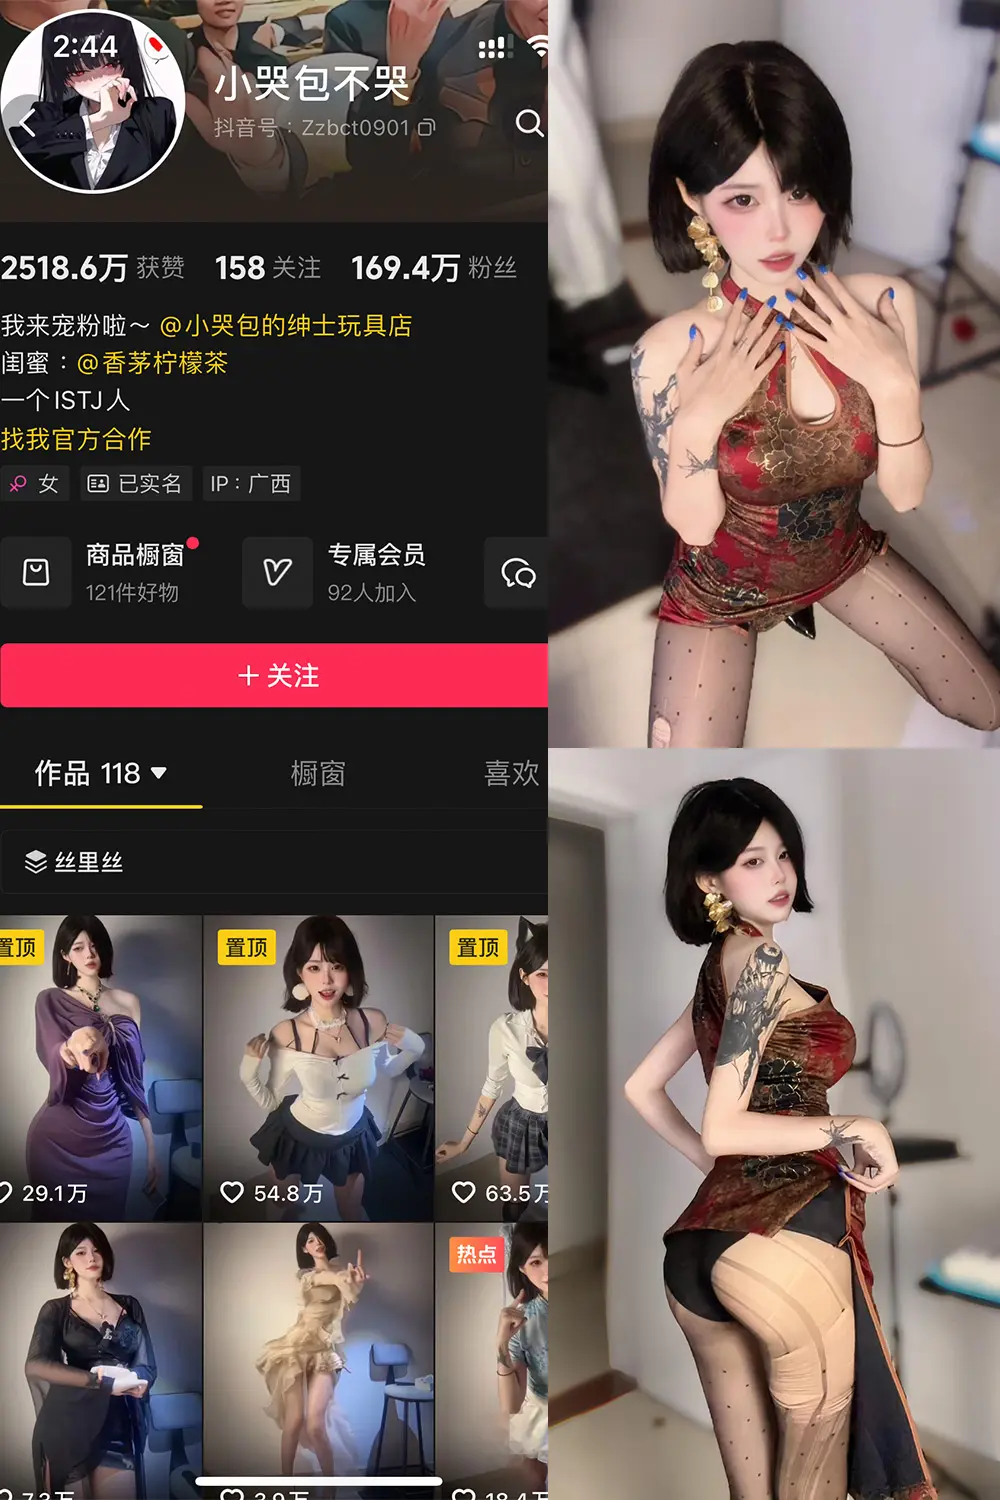 2:44
小哭包不哭
抖音号：Zzbct0901
2518.6万 获赞 158 关注 169.4万 粉丝
我来宠粉啦～ @小哭包的绅士玩具店
闺蜜：@香茅柠檬茶
一个ISTJ人
找我官方合作
女 已实名 IP：广西
商品橱窗 专属会员
121件好物 92人加入
+ 关注
作品 118 橱窗 喜欢
丝里丝
置顶 置顶 置顶
29.1万 54.8万 63.5万
热点